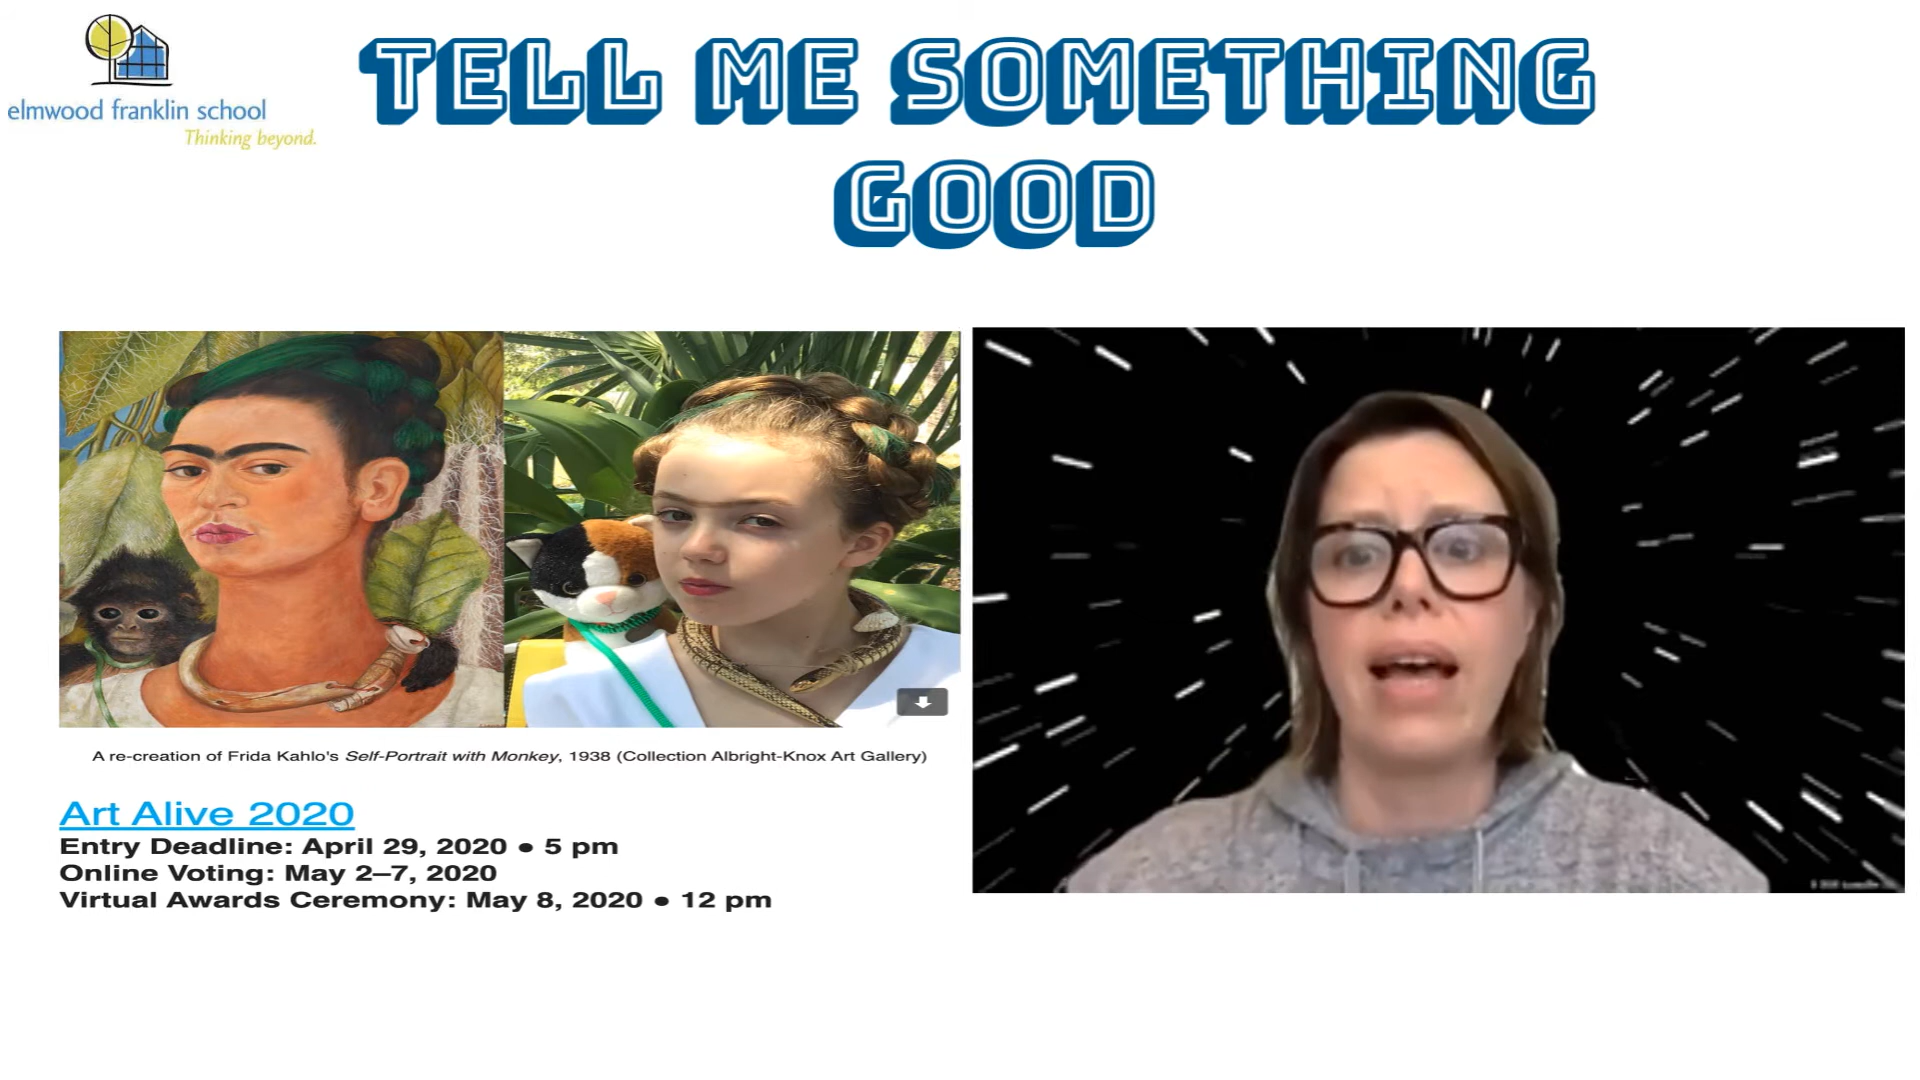 elmwood franklin school
Thinking beyond.
TELL ME SOMETHING
GOOD
A re-creation of Frida Kahlo's Self-Portrait with Monkey, 1938 (Collection Albright-Knox Art Gallery)
Art Alive 2020
Entry Deadline: April 29, 2020 ● 5 pm
Online Voting: May 2–7, 2020
Virtual Awards Ceremony: May 8, 2020 ● 12 pm